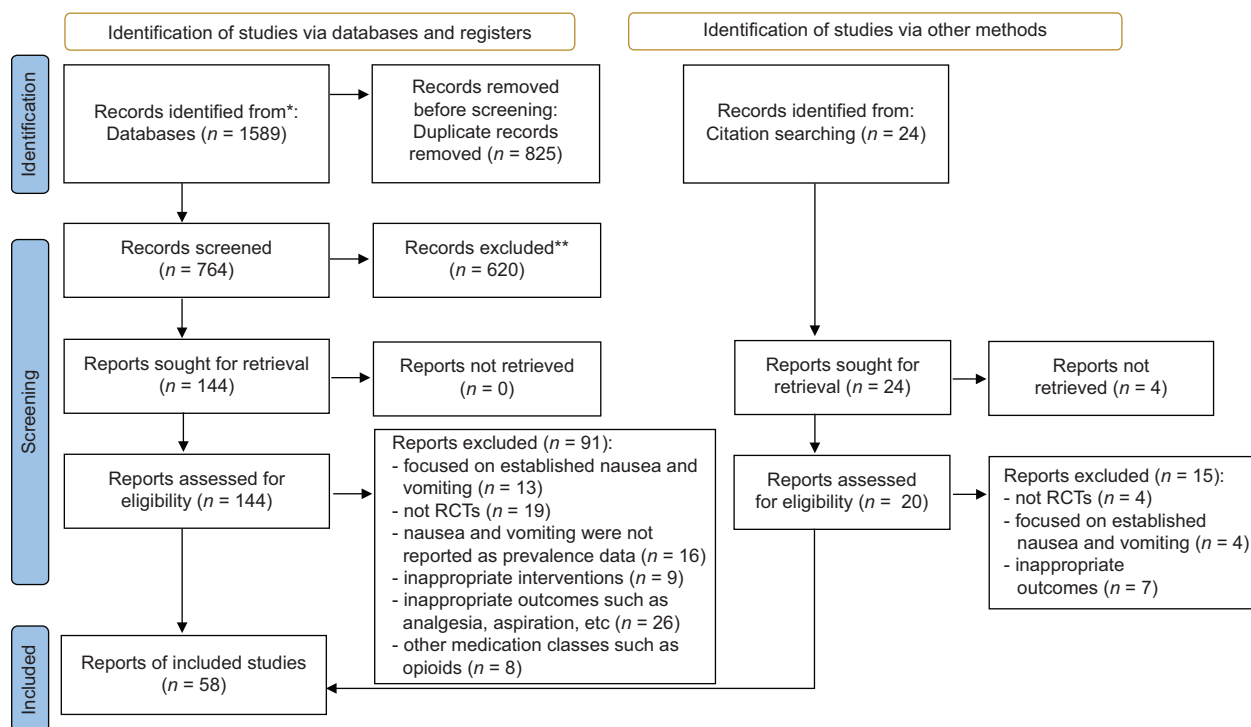 Identification of studies via databases and registers
Identification of studies via other methods
Identification
Records identified from*:
Databases (n = 1589)
Records removed
before screening:
Duplicate records
removed (n = 825)
Records identified from:
Citation searching (n = 24)
Screening
Records screened
(n = 764)
Records excluded**
(n = 620)
Reports sought for retrieval
(n = 144)
Reports not retrieved
(n = 0)
Reports sought for
retrieval (n = 24)
Reports not
retrieved (n = 4)
Reports assessed for
eligibility (n = 144)
Reports excluded (n = 91):
- focused on established nausea and
vomiting (n = 13)
- not RCTs (n = 19)
- nausea and vomiting were not
reported as prevalence data (n = 16)
- inappropriate interventions (n = 9)
- inappropriate outcomes such as
analgesia, aspiration, etc (n = 26)
- other medication classes such as
opioids (n = 8)
Reports assessed
for eligibility (n = 20)
Reports excluded (n = 15):
- not RCTs (n = 4)
- focused on established
nausea and vomiting (n = 4)
- inappropriate
outcomes (n = 7)
Included
Reports of included studies
(n = 58)